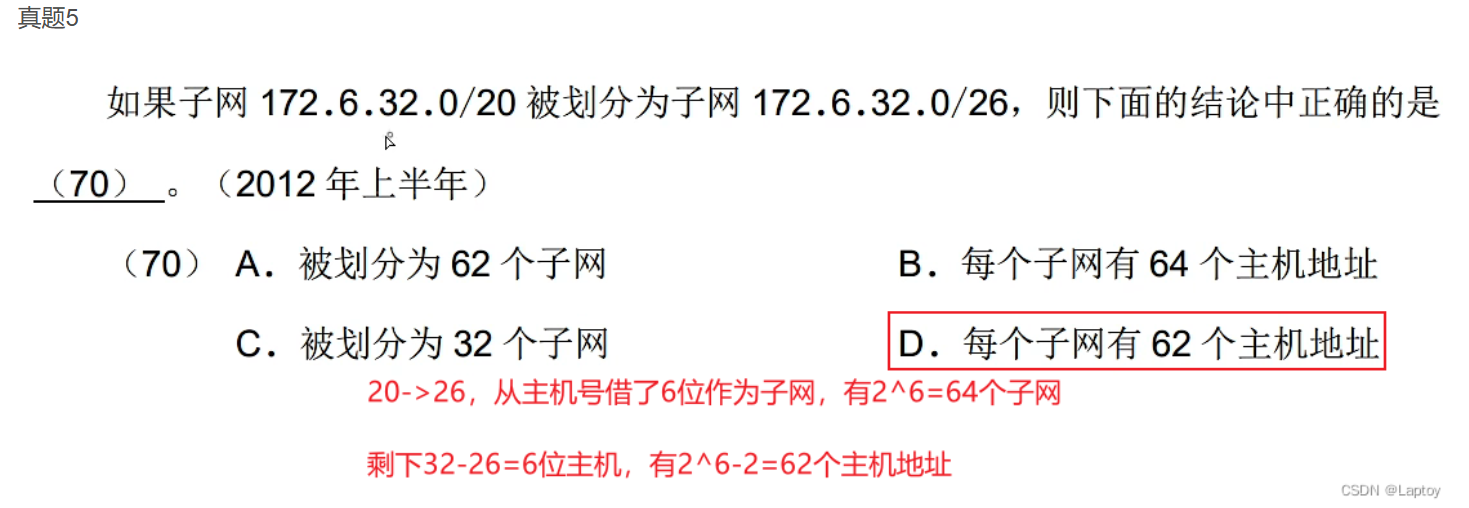 真题5
如果子网 172.6.32.0/20 被划分为子网 172.6.32.0/26，则下面的结论中正确的是
（70） 。（2012 年上半年）
（70） A．被划分为 62 个子网 B．每个子网有 64 个主机地址
C．被划分为 32 个子网 D．每个子网有 62 个主机地址
20->26，从主机号借了6位作为子网，有2^6=64个子网
剩下32-26=6位主机，有2^6-2=62个主机地址
CSDN @Laptoy